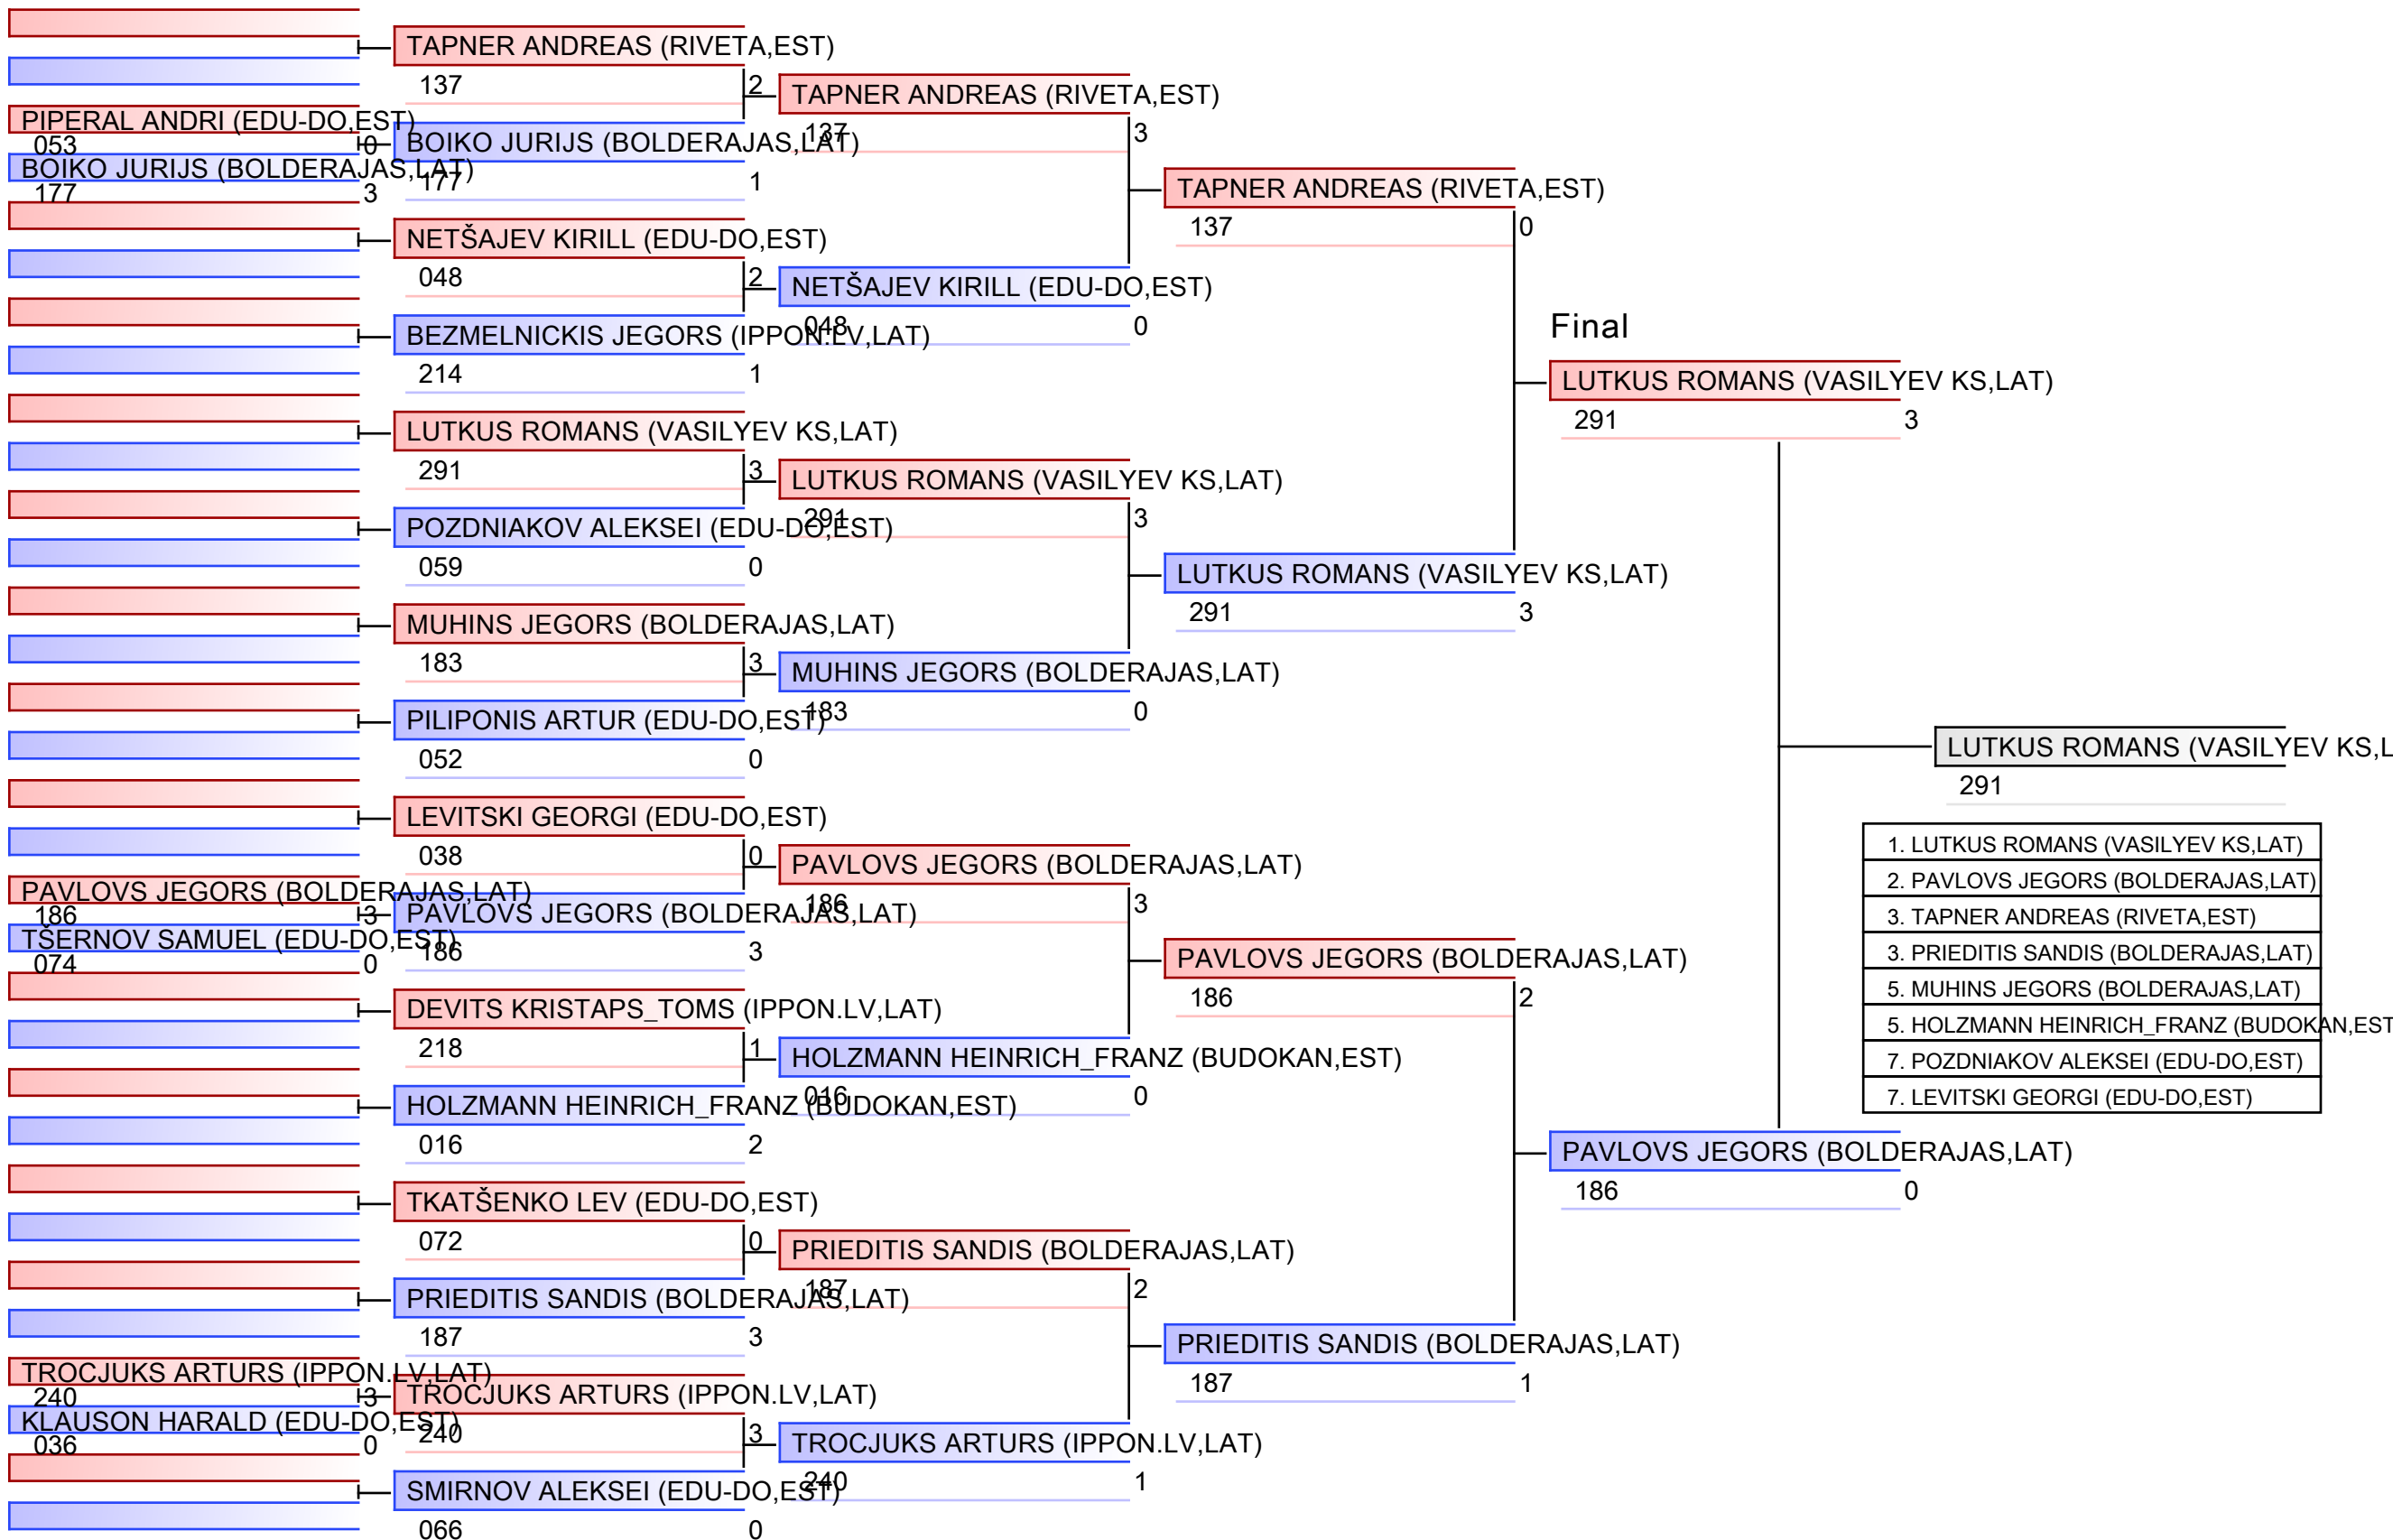 PIPERAL ANDRI (EDU-DO,EST)
053 0
BOIKO JURIJS (BOLDERAJAS,LAT)
177 3
PAVLOVS JEGORS (BOLDERAJAS,LAT)
186 3
TŠERNOV SAMUEL (EDU-DO,EST)
074 0
TROCJUKS ARTURS (IPPON.LV,LAT)
240 3
KLAUSON HARALD (EDU-DO,EST)
036 0
TAPNER ANDREAS (RIVETA,EST)
137 2
BOIKO JURIJS (BOLDERAJAS,LAT)
177 1
NETŠAJEV KIRILL (EDU-DO,EST)
048 2
BEZMELNICKIS JEGORS (IPPON.LV,LAT)
214 1
LUTKUS ROMANS (VASILYEV KS,LAT)
291 3
POZDNIAKOV ALEKSEI (EDU-DO,EST)
059 0
MUHINS JEGORS (BOLDERAJAS,LAT)
183 3
PILIPONIS ARTUR (EDU-DO,EST)
052 0
LEVITSKI GEORGI (EDU-DO,EST)
038 0
PAVLOVS JEGORS (BOLDERAJAS,LAT)
186 3
DEVITS KRISTAPS_TOMS (IPPON.LV,LAT)
218 1
HOLZMANN HEINRICH_FRANZ (BUDOKAN,EST)
016 2
TKATŠENKO LEV (EDU-DO,EST)
072 0
PRIEDITIS SANDIS (BOLDERAJAS,LAT)
187 3
TROCJUKS ARTURS (IPPON.LV,LAT)
240 3
SMIRNOV ALEKSEI (EDU-DO,EST)
066 0
TAPNER ANDREAS (RIVETA,EST)
137 3
NETŠAJEV KIRILL (EDU-DO,EST)
048 0
LUTKUS ROMANS (VASILYEV KS,LAT)
291 3
MUHINS JEGORS (BOLDERAJAS,LAT)
183 0
PAVLOVS JEGORS (BOLDERAJAS,LAT)
186 3
HOLZMANN HEINRICH_FRANZ (BUDOKAN,EST)
016 0
PRIEDITIS SANDIS (BOLDERAJAS,LAT)
187 2
TROCJUKS ARTURS (IPPON.LV,LAT)
240 1
TAPNER ANDREAS (RIVETA,EST)
137 0
LUTKUS ROMANS (VASILYEV KS,LAT)
291 3
PAVLOVS JEGORS (BOLDERAJAS,LAT)
186 2
PRIEDITIS SANDIS (BOLDERAJAS,LAT)
187 1
Final
LUTKUS ROMANS (VASILYEV KS,LAT)
291 3
PAVLOVS JEGORS (BOLDERAJAS,LAT)
186 0
LUTKUS ROMANS (VASILYEV KS,L
291
1. LUTKUS ROMANS (VASILYEV KS,LAT)
2. PAVLOVS JEGORS (BOLDERAJAS,LAT)
3. TAPNER ANDREAS (RIVETA,EST)
3. PRIEDITIS SANDIS (BOLDERAJAS,LAT)
5. MUHINS JEGORS (BOLDERAJAS,LAT)
5. HOLZMANN HEINRICH_FRANZ (BUDOKAN,EST
7. POZDNIAKOV ALEKSEI (EDU-DO,EST)
7. LEVITSKI GEORGI (EDU-DO,EST)